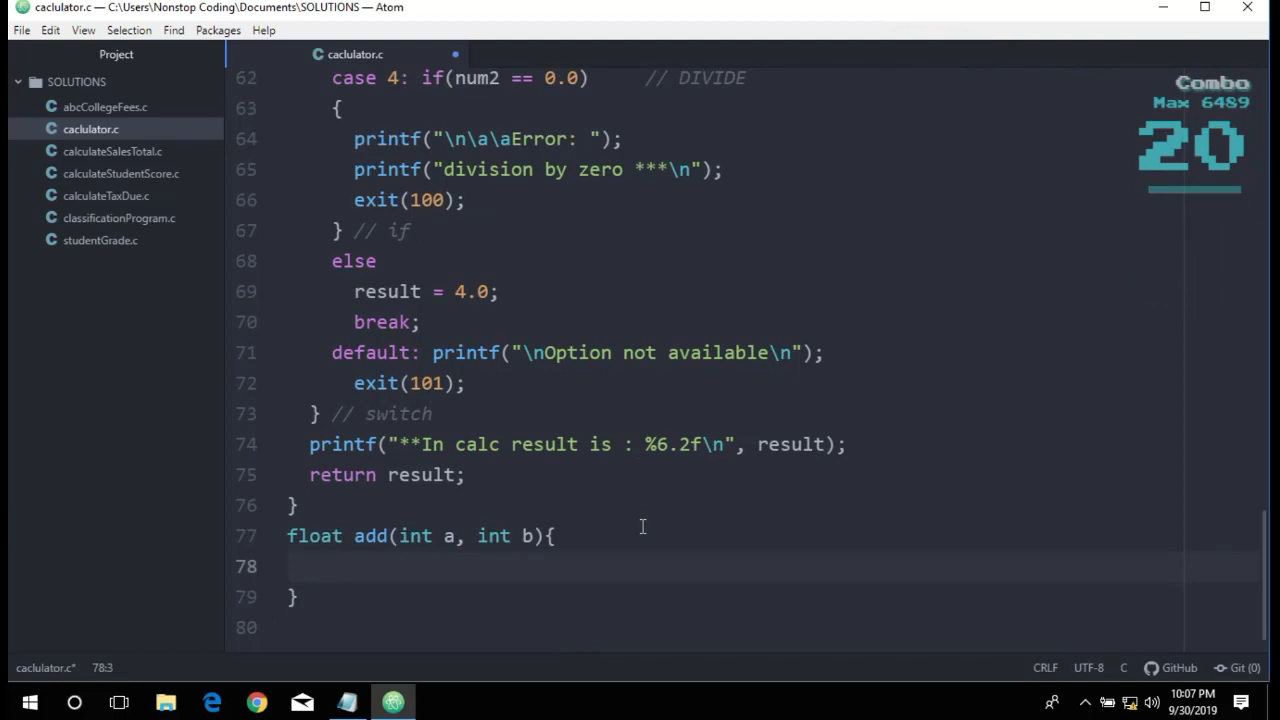 caclulator.c — C:\Users\Nonstop Coding\Documents\SOLUTIONS — Atom
File Edit View Selection Find Packages Help
Project
SOLUTIONS
abcCollegeFees.c
caclulator.c
calculateSalesTotal.c
calculateStudentScore.c
calculateTaxDue.c
classificationProgram.c
studentGrade.c
caclulator.c
62 case 4: if(num2 == 0.0) // DIVIDE
63 {
64 printf("\n\a\aError: ");
65 printf("division by zero ***\n");
66 exit(100);
67 } // if
68 else
69 result = 4.0;
70 break;
71 default: printf("\nOption not available\n");
72 exit(101);
73 } // switch
74 printf("**In calc result is : %6.2f\n", result);
75 return result;
76 }
77 float add(int a, int b){
78
79 }
80
Combo
Max 6489
20
caclulator.c* 78:3
CRLF UTF-8 C GitHub Git (0)
10:07 PM
9/30/2019